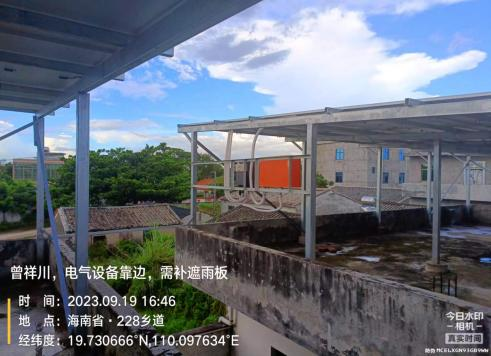 曾祥川，电气设备靠边，需补遮雨板
时 间：2023.09.19 16:46
地 点：海南省·228乡道
经纬度：19.730666°N,110.097634°E
今日水印
-相机-
真实时间